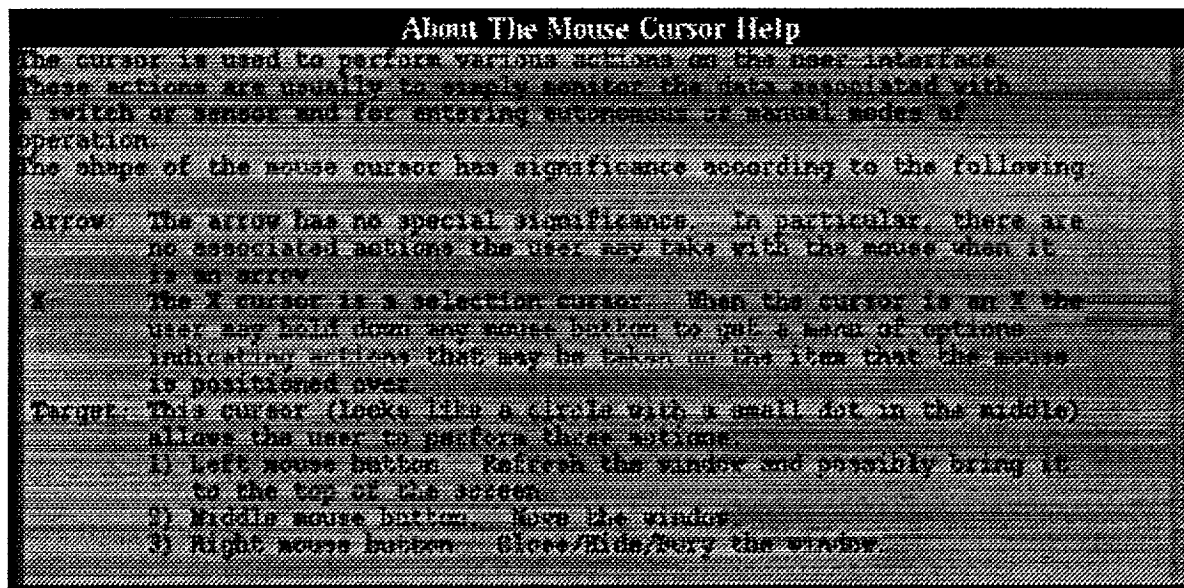 About The Mouse Cursor Help
The cursor is used to perform various actions on the user interface.
These actions are usually to simply monitor the data associated with
a switch or sensor and for entering autonomous or manual modes of
operation.
The shape of the mouse cursor has significance according to the following:
Arrow: The arrow has no special significance. In particular, there are
no associated actions the user may take with the mouse when it
is an arrow.
X: The X cursor is a selection cursor. When the cursor is an X the
user may hold down any mouse button to get a menu of options
indicating actions that may be taken on the item that the mouse
is positioned over.
Target: This cursor (looks like a circle with a small dot in the middle)
allows the user to perform three actions.
1) Left mouse button. Refresh the window and possibly bring it
to the top of the screen.
2) Middle mouse button. Move the window.
3) Right mouse button. Close/Hide/Bury the window.